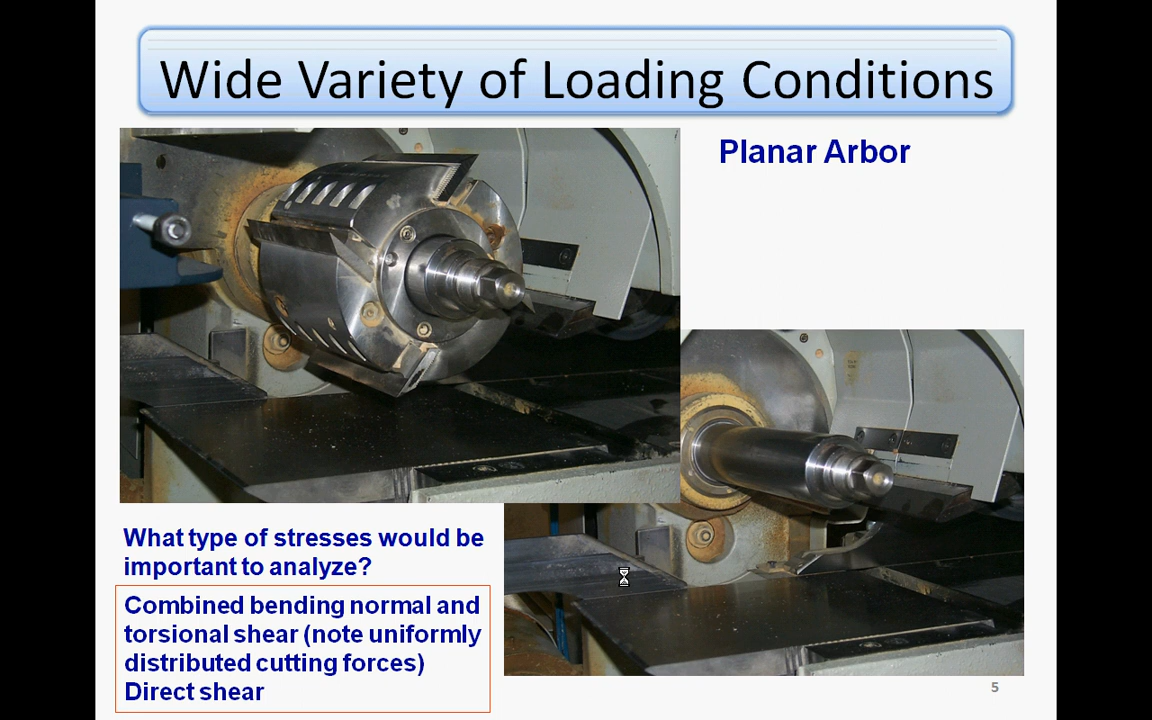 Wide Variety of Loading Conditions
Planar Arbor
What type of stresses would be
important to analyze?
Combined bending normal and
torsional shear (note uniformly
distributed cutting forces)
Direct shear
5